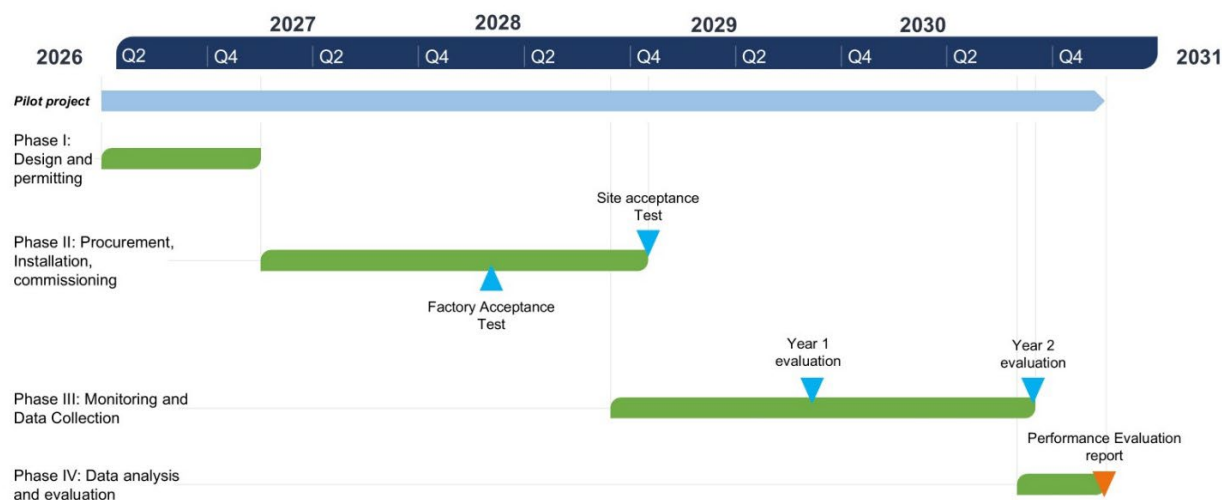 2027
2028
2029
2030
2026
Q2
Q4
Q2
Q4
Q2
Q4
Q2
Q4
Q2
Q4
2031
Pilot project
Phase I:
Design and
permitting
Site acceptance
Test
Phase II: Procurement,
Installation,
commissioning
Factory Acceptance
Test
Year 1
evaluation
Year 2
evaluation
Phase III: Monitoring and
Data Collection
Performance Evaluation
report
Phase IV: Data analysis
and evaluation